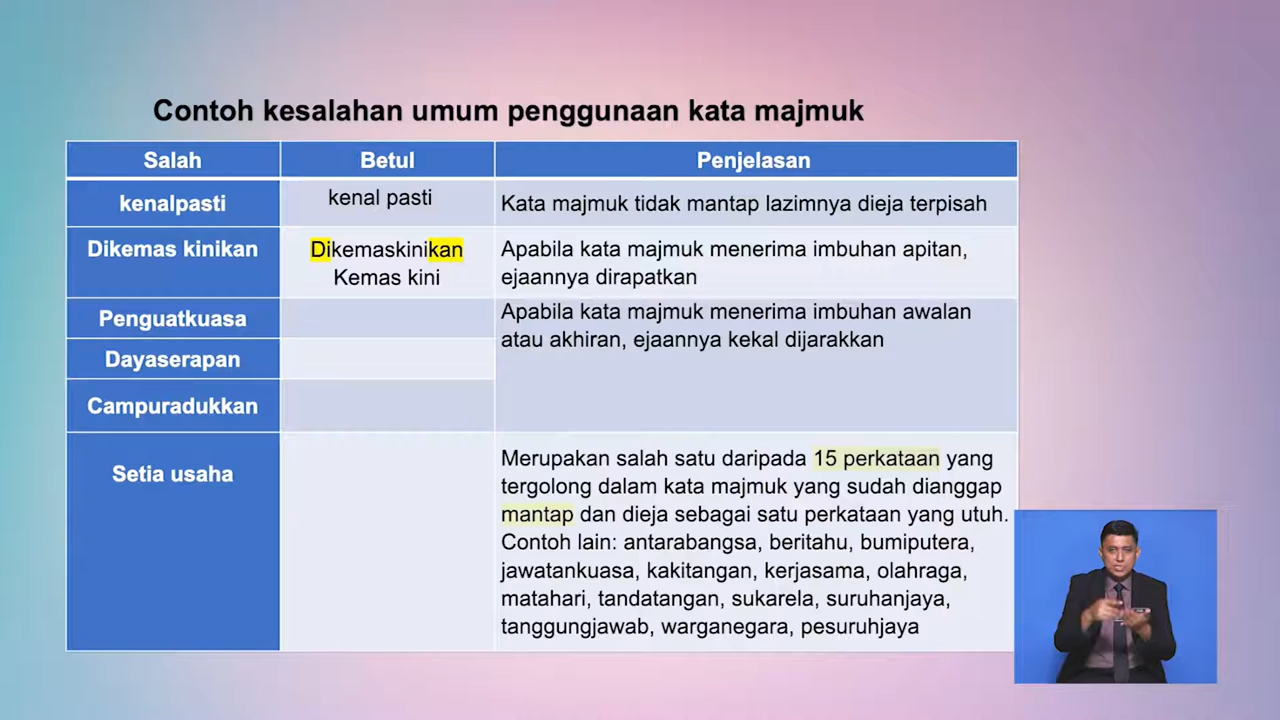 Contoh kesalahan umum penggunaan kata majmuk
Salah Betul Penjelasan
kenalpasti kenal pasti Kata majmuk tidak mantap lazimnya dieja terpisah
Dikemas kinikan Dikemaskinikan Apabila kata majmuk menerima imbuhan apitan,
Kemas kini ejaannya dirapatkan
Penguatkuasa Apabila kata majmuk menerima imbuhan awalan
atau akhiran, ejaannya kekal dijarakkan
Dayaserapan
Campuradukkan
Setia usaha Merupakan salah satu daripada 15 perkataan yang
tergolong dalam kata majmuk yang sudah dianggap
mantap dan dieja sebagai satu perkataan yang utuh.
Contoh lain: antarabangsa, beritahu, bumiputera,
jawatankuasa, kakitangan, kerjasama, olahraga,
matahari, tandatangan, sukarela, suruhanjaya,
tanggungjawab, warganegara, pesuruhjaya